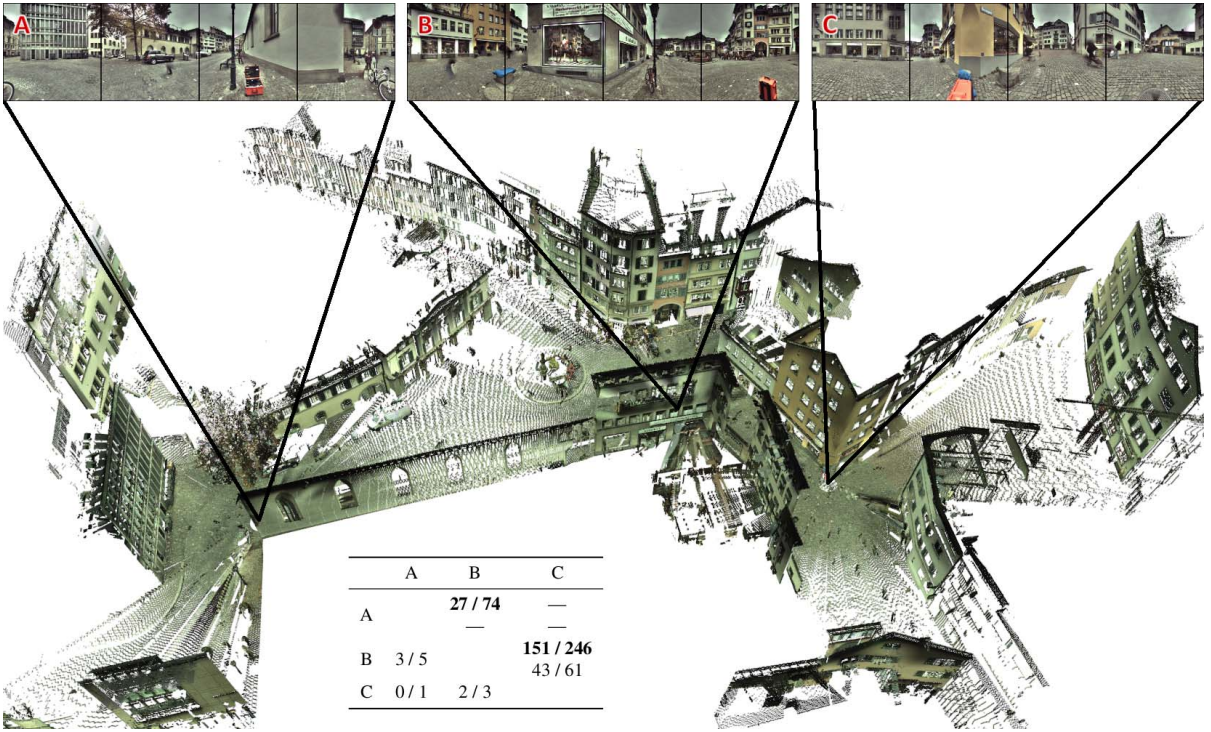 A
B
C
A B C
A 27 / 74 —
— —
B 3 / 5 151 / 246
43 / 61
C 0 / 1 2 / 3